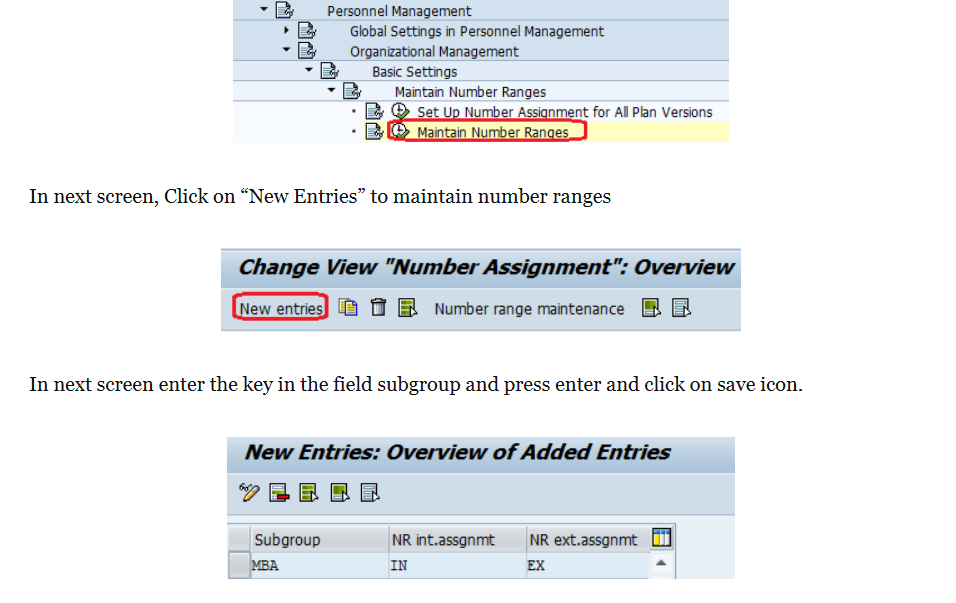 Personnel Management
Global Settings in Personnel Management
Organizational Management
Basic Settings
Maintain Number Ranges
Set Up Number Assignment for All Plan Versions
Maintain Number Ranges
In next screen, Click on “New Entries” to maintain number ranges
Change View "Number Assignment": Overview
New entries Number range maintenance
In next screen enter the key in the field subgroup and press enter and click on save icon.
New Entries: Overview of Added Entries
Subgroup NR int.assgnmt NR ext.assgnmt
MBA IN EX